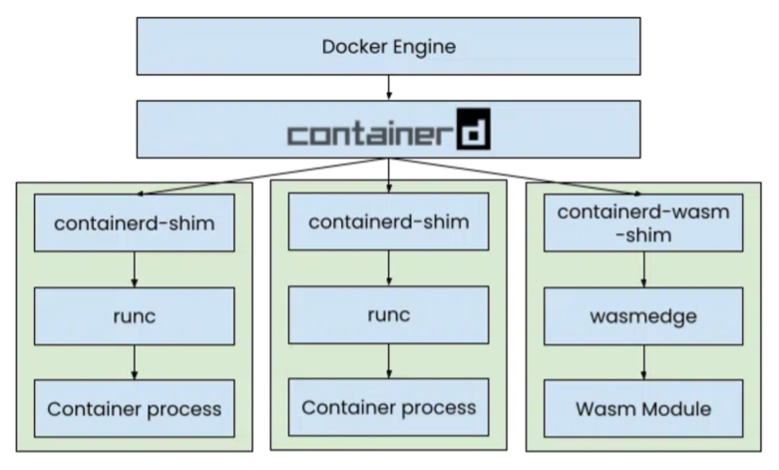 Docker Engine
containerd
containerd-shim
runc
Container process
containerd-shim
runc
Container process
containerd-wasm
-shim
wasmedge
Wasm Module